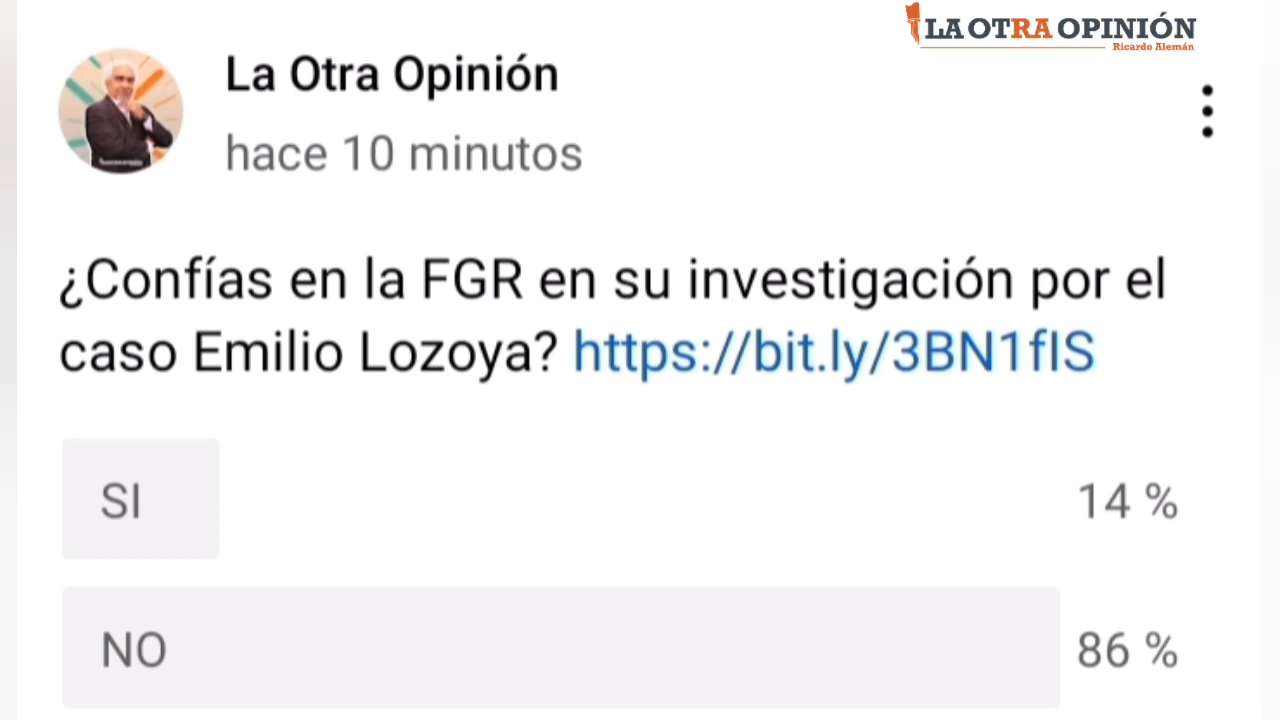 LA OTRA OPINIÓN
Ricardo Alemán
La Otra Opinión
hace 10 minutos
¿Confías en la FGR en su investigación por el
caso Emilio Lozoya? https://bit.ly/3BN1fIS
SI
14 %
NO
86 %